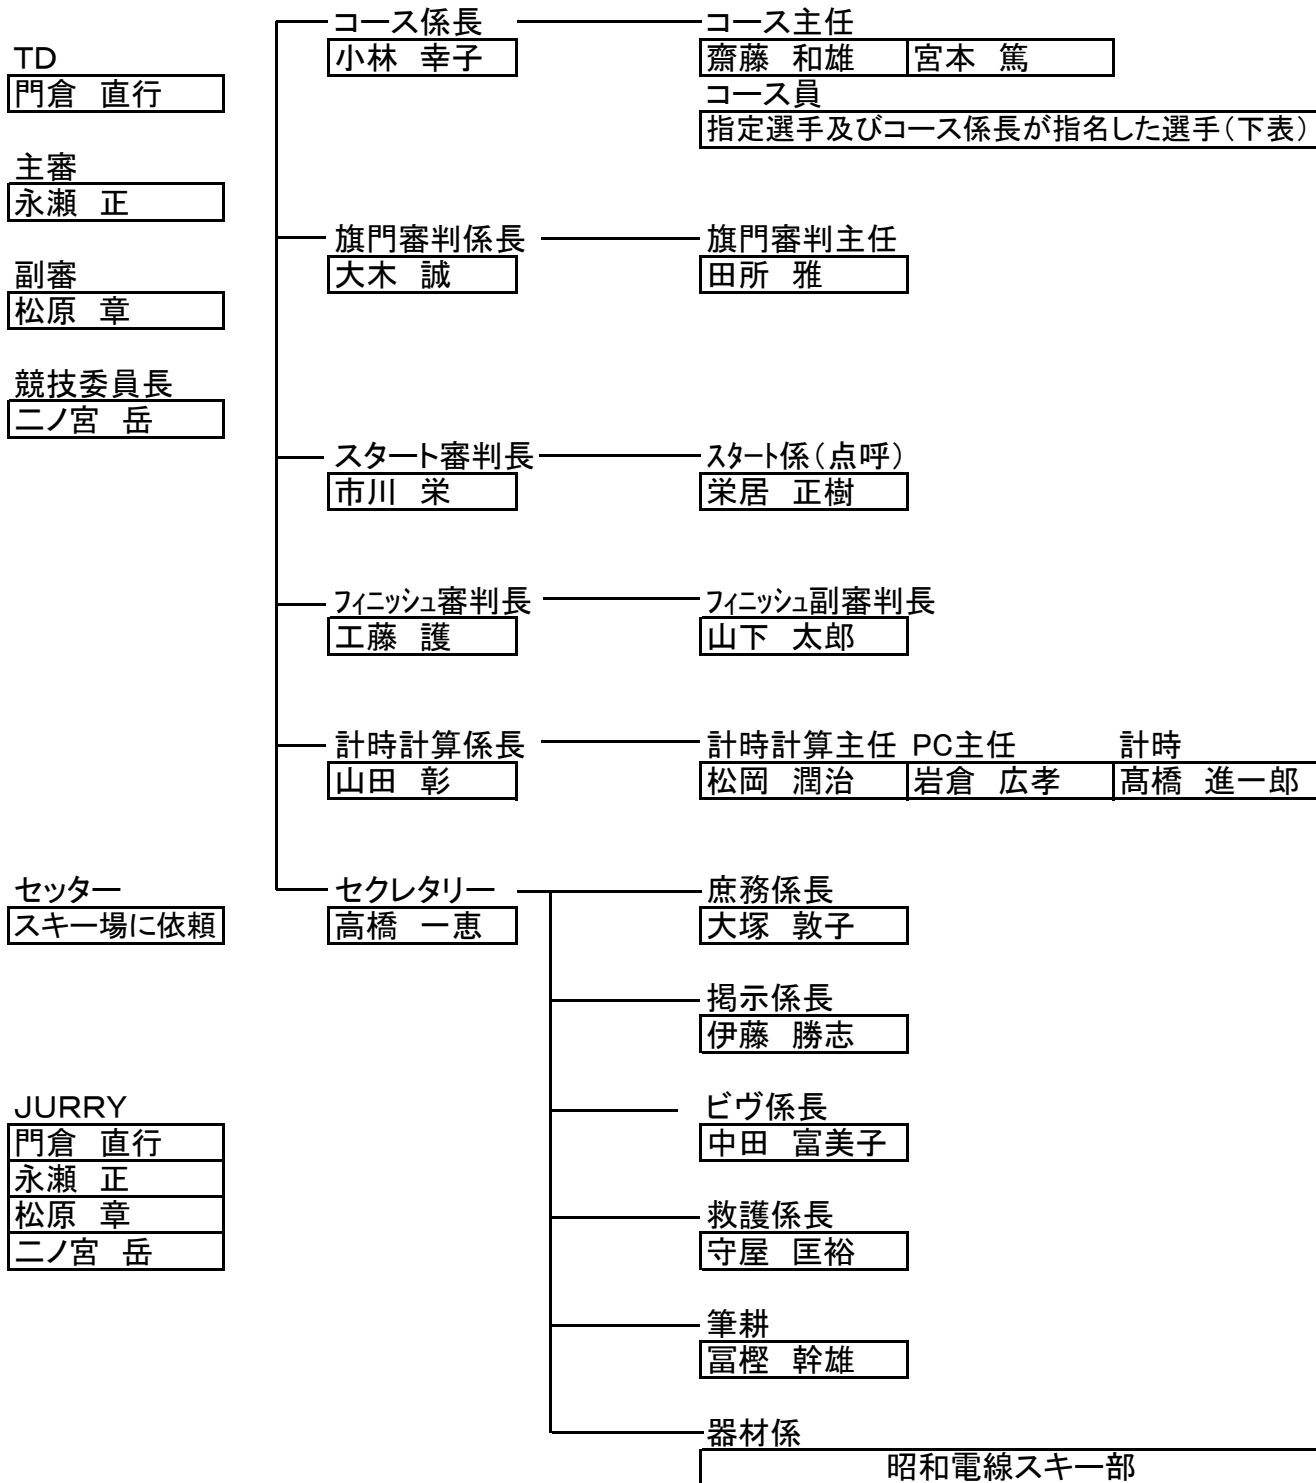 TD
門倉　直行
主審
永瀬　正
副審
松原　章
競技委員長
二ノ宮　岳
コース係長
小林　幸子
コース主任
齋藤　和雄　宮本　篤
コース員
指定選手及びコース係長が指名した選手（下表）
旗門審判係長
大木　誠
旗門審判主任
田所　雅
スタート審判長
市川　栄
ｽﾀｰﾄ係（点呼）
栄居　正樹
ﾌｨﾆｯｼｭ審判長
工藤　護
ﾌｨﾆｯｼｭ副審判長
山下　太郎
計時計算係長
山田　彰
計時計算主任　PC主任　計時
松岡　潤治　岩倉　広孝　髙橋　進一郎
セッター
スキー場に依頼
セクレタリー
高橋　一恵
庶務係長
大塚　敦子
掲示係長
伊藤　勝志
ビヴ係長
中田　富美子
救護係長
守屋　匡裕
筆耕
冨樫　幹雄
器材係
昭和電線スキー部
JURRY
門倉　直行
永瀬　正
松原　章
二ノ宮　岳